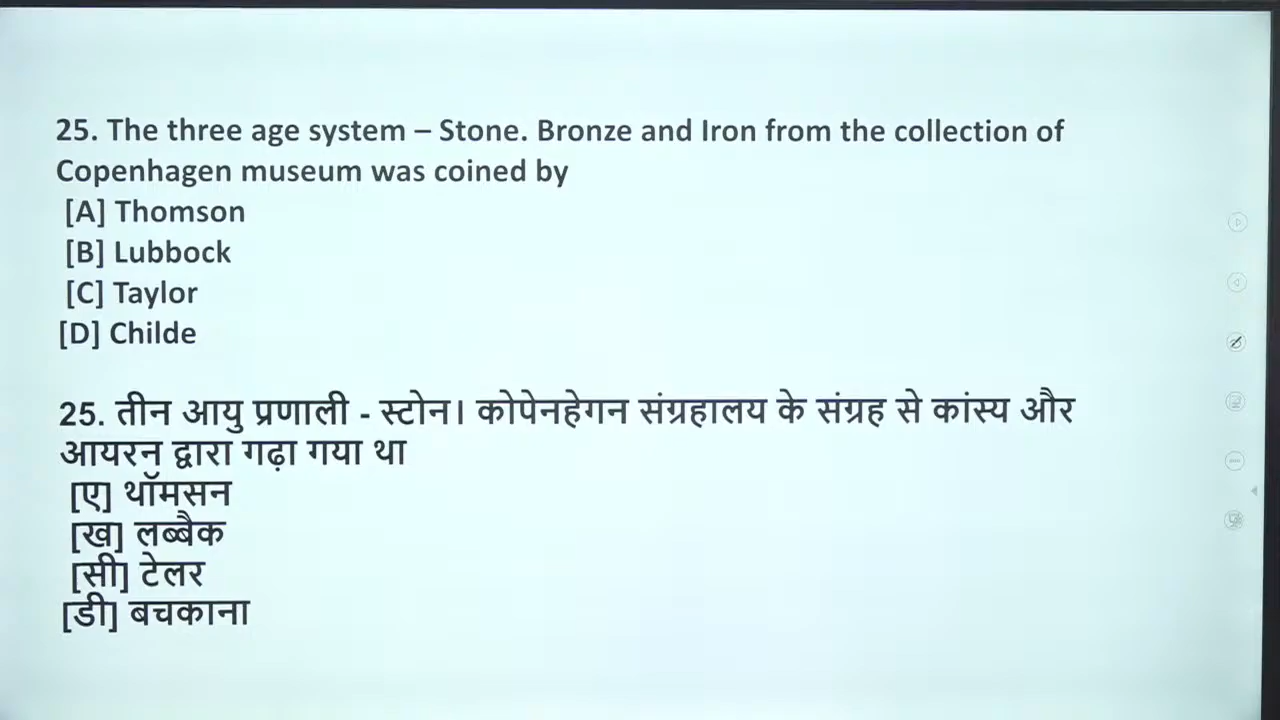 25. The three age system – Stone. Bronze and Iron from the collection of
Copenhagen museum was coined by
[A] Thomson
[B] Lubbock
[C] Taylor
[D] Childe
25. तीन आयु प्रणाली - स्टोन। कोपेनहेगन संग्रहालय के संग्रह से कांस्य और
आयरन द्वारा गढ़ा गया था
[ए] थॉमसन
[ख] लब्बैक
[सी] टेलर
[डी] बचकाना